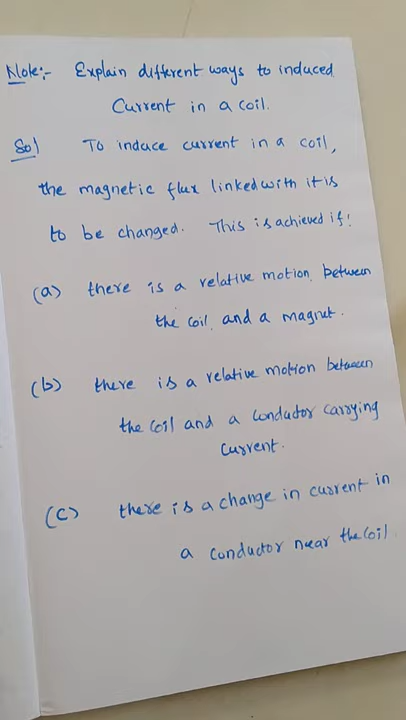 Note:- Explain different ways to induced
Current in a coil.
Sol To induce current in a coil,
the magnetic flux linked with it is
to be changed. This is achieved if:
(a) there is a relative motion between
the coil and a magnet.
(b) there is a relative motion between
the coil and a conductor carrying
current.
(c) there is a change in current in
a conductor near the coil